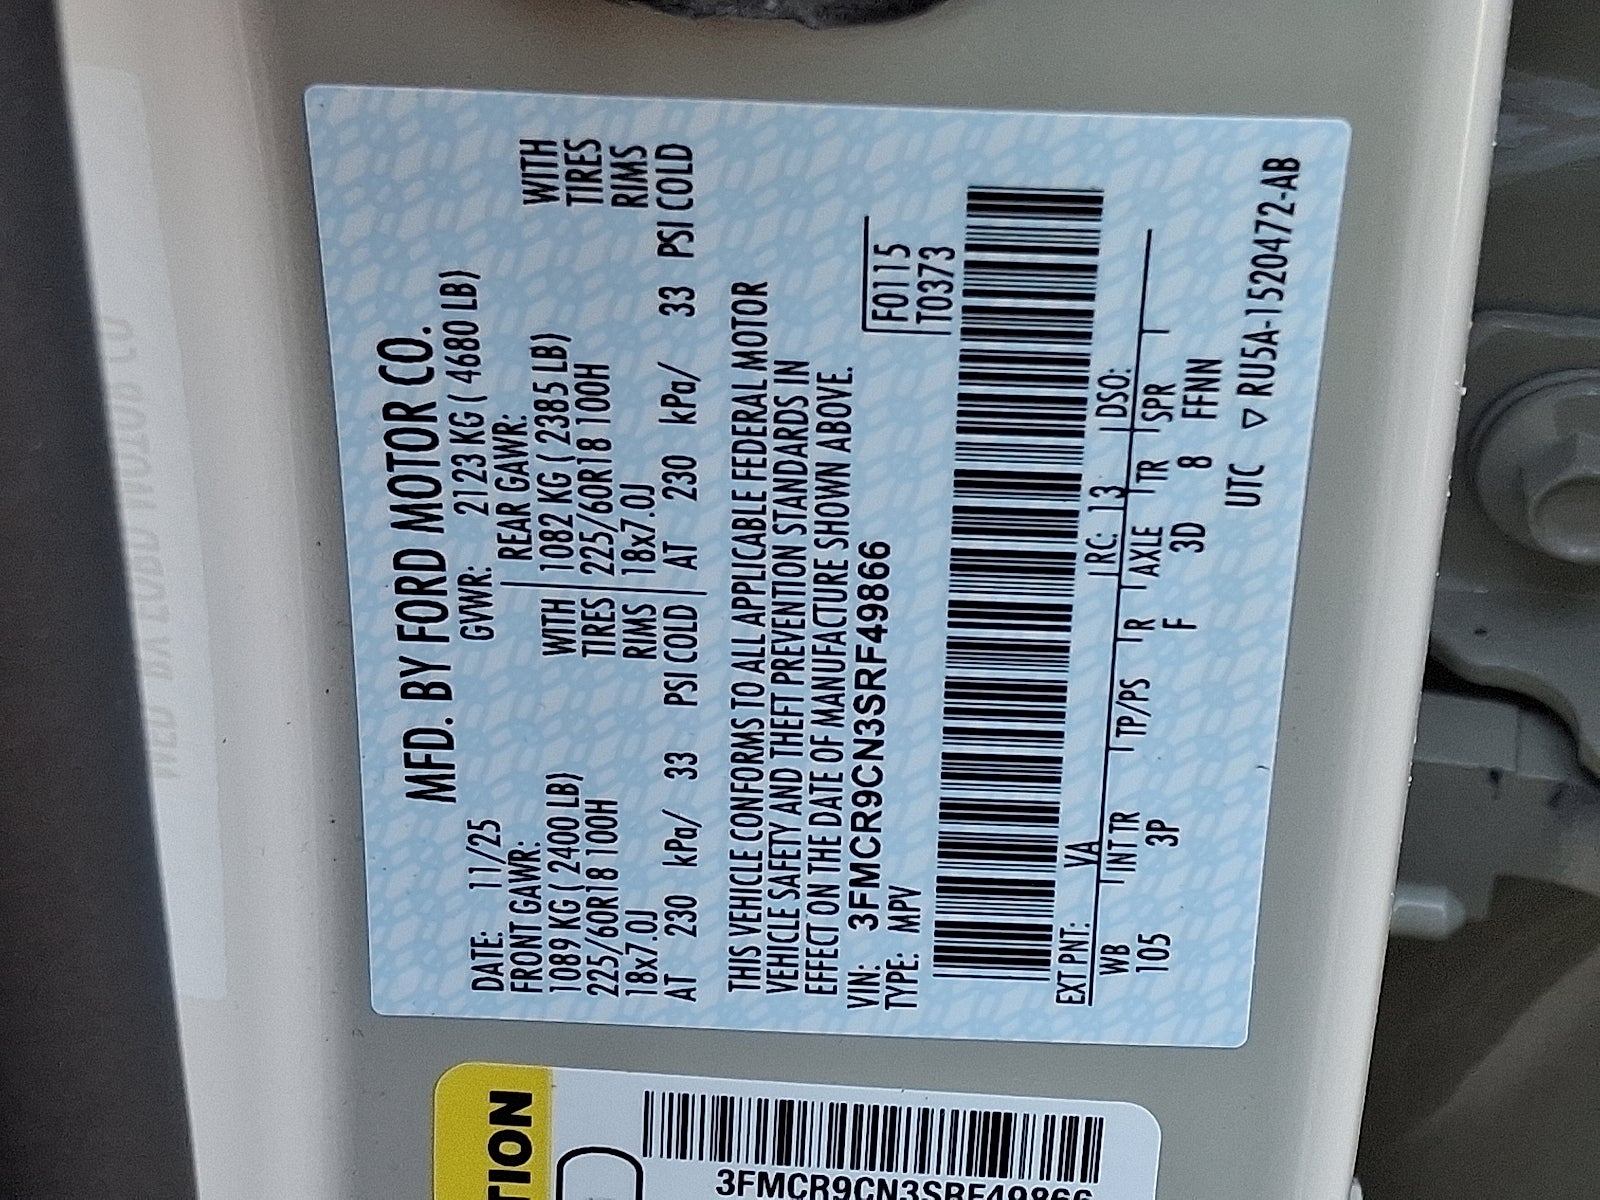 MFD. BY FORD MOTOR CO.
DATE: 11/25 GVWR: 2123 KG ( 4680 LB)
FRONT GAWR: REAR GAWR:
1089 KG ( 2400 LB) WITH 1082 KG ( 2385 LB) WITH
225/60R18 100H TIRES 225/60R18 100H TIRES
18x7.0J RIMS 18x7.0J RIMS
AT 230 kPa/ 33 PSI COLD AT 230 kPa/ 33 PSI COLD
THIS VEHICLE CONFORMS TO ALL APPLICABLE FEDERAL MOTOR
VEHICLE SAFETY AND THEFT PREVENTION STANDARDS IN
EFFECT ON THE DATE OF MANUFACTURE SHOWN ABOVE.
VIN: 3FMCR9CN3SRF49866 F0115
TYPE: MPV T0373
EXT PNT: YA RC: 13 DSO:
WB INT TR TP/PS R AXLE TR SPR
105 3P F 3D 8 FFNN
UTC ▽ RU5A-1520472-AB
TION
3FMCR9CN3SRF49866